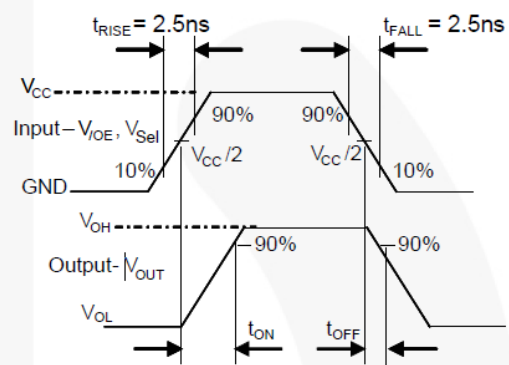 tRISE = 2.5ns
tFALL = 2.5ns
VCC
90%
90%
Input – V/OE, VSel
VCC/2
VCC/2
10%
10%
GND
VOH
90%
90%
Output- VOUT
VOL
tON
tOFF